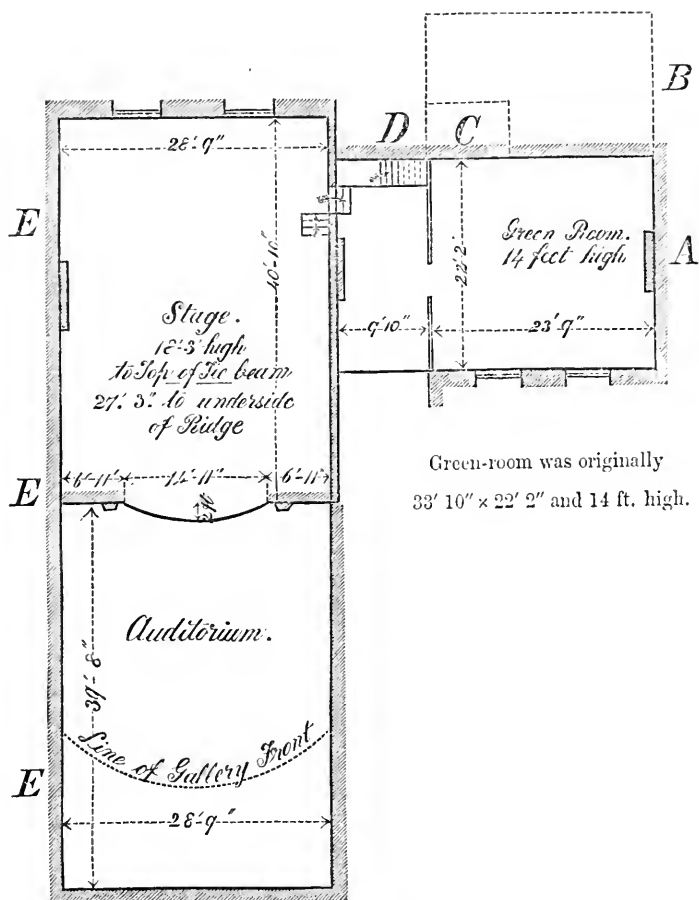 B
D
C
28'9"
E
40'-10"
22'2'
Green Room.
14 feet high
A
Stage.
18'-3' high
to Top of Tie beam
27'. 3". to underside
of Ridge
9'10"
23'9"
E
6'-11"
14'-11"
6'-11"
3ft
Green-room was originally
33' 10" × 22' 2" and 14 ft. high.
Auditorium.
39'-8"
Line of Gallery Front
E
28'-9"